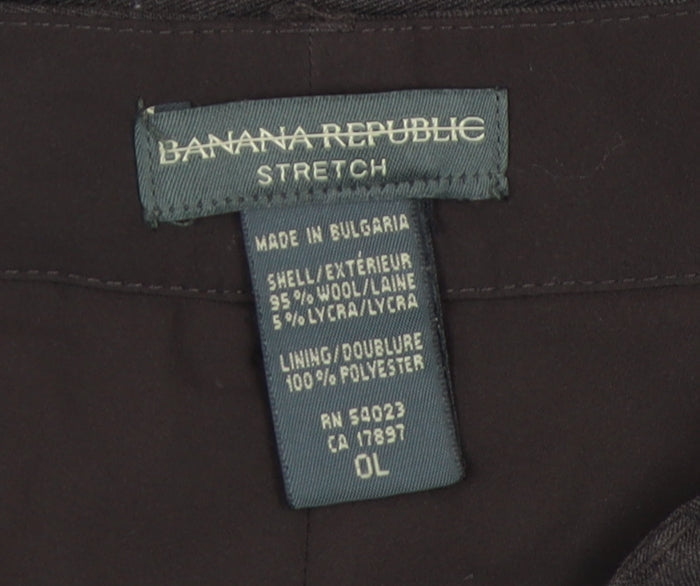 BANANA REPUBLIC
STRETCH
MADE IN BULGARIA
SHELL/EXTÉRIEUR
95% WOOL/LAINE
5% LYCRA/LYCRA
LINING/DOUBLURE
100% POLYESTER
RN 54023
CA 17897
0L